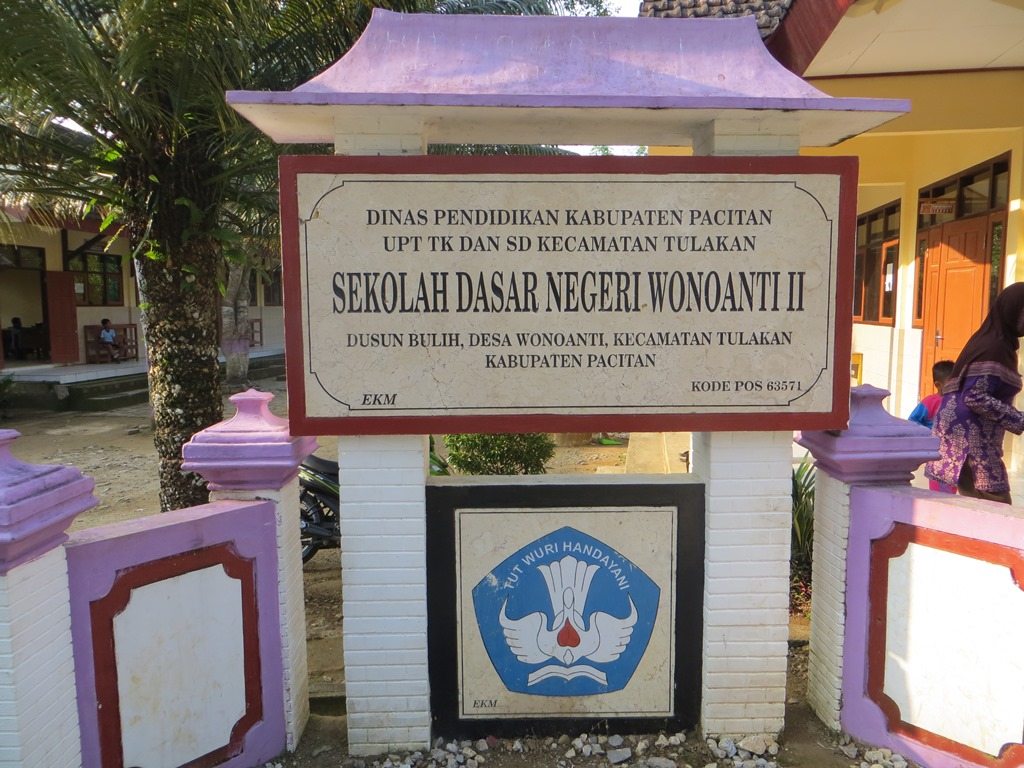 DINAS PENDIDIKAN KABUPATEN PACITAN
UPT TK DAN SD KECAMATAN TULAKAN
SEKOLAH DASAR NEGERI WONOANTI II
DUSUN BULIH, DESA WONOANTI, KECAMATAN TULAKAN
KABUPATEN PACITAN
KODE POS 63571
EKM
TUT WURI HANDAYANI
EKM